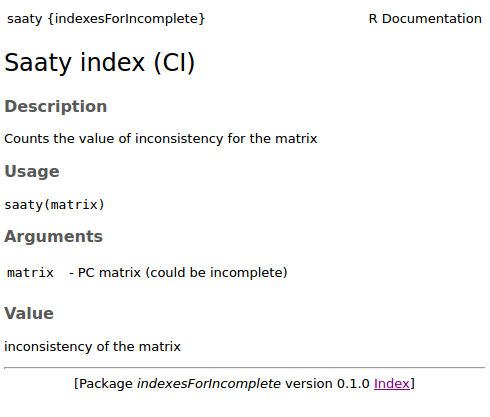 saaty {indexesForIncomplete} R Documentation
Saaty index (CI)
Description
Counts the value of inconsistency for the matrix
Usage
saaty(matrix)
Arguments
matrix - PC matrix (could be incomplete)
Value
inconsistency of the matrix
[Package indexesForIncomplete version 0.1.0 Index]